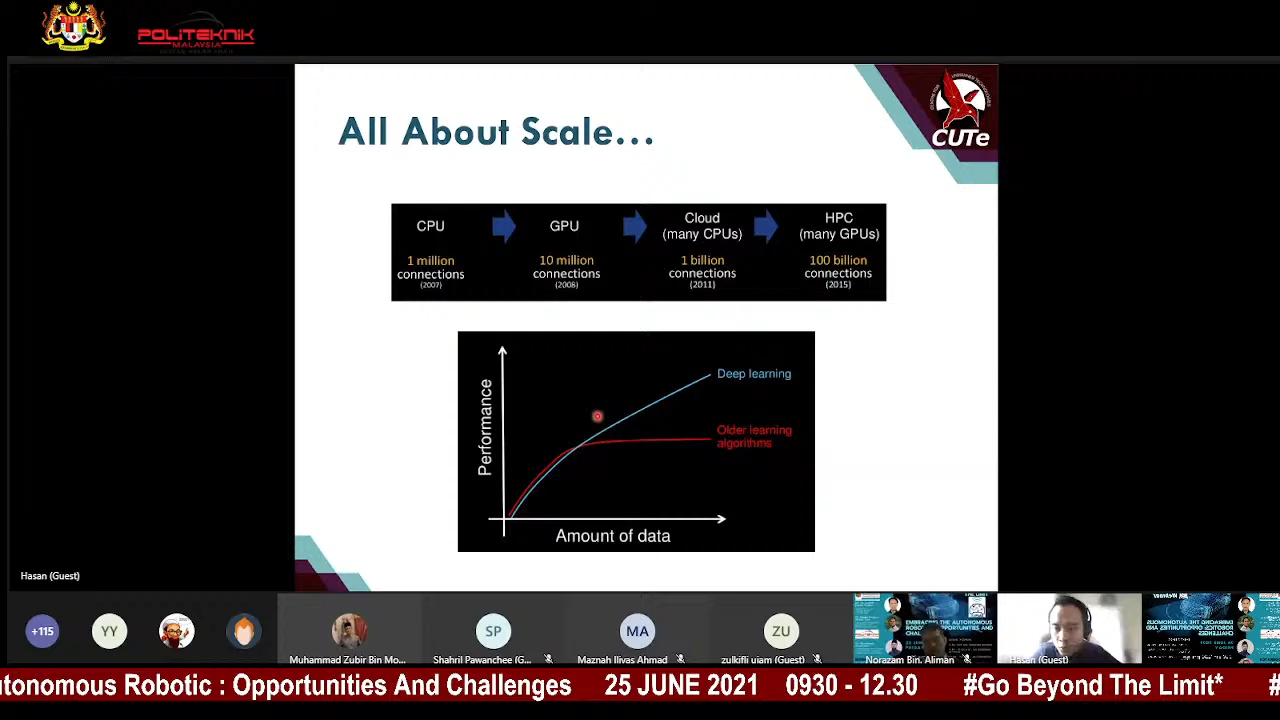 POLITEKNIK
MALAYSIA
All About Scale...
CUTe
CPU
GPU
Cloud
(many CPUs)
HPC
(many GPUs)
1 million
connections
(2007)
10 million
connections
(2008)
1 billion
connections
(2011)
100 billion
connections
(2015)
Performance
Deep learning
Older learning
algorithms
Amount of data
Hasan (Guest)
+115
YY
SP
MA
ZU
Muhammad Zubir Bin Mo...
Shahril Pawanchee (G...
Maznah Iliyas Ahmad
zulkifli ujam (Guest)
Norazam Bin. Aliman
Hasan (Guest)
utonomous Robotic : Opportunities And Challenges 25 JUNE 2021 0930 - 12.30 #Go Beyond The Limit* #